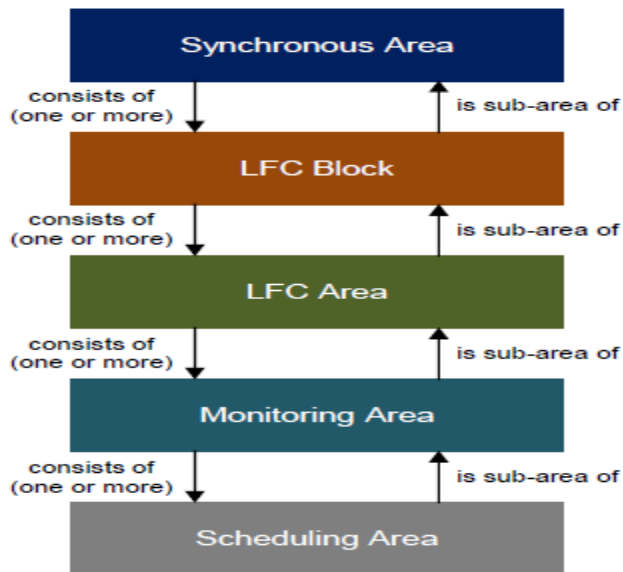 Synchronous Area
consists of
(one or more)
is sub-area of
LFC Block
consists of
(one or more)
is sub-area of
LFC Area
consists of
(one or more)
is sub-area of
Monitoring Area
consists of
(one or more)
is sub-area of
Scheduling Area